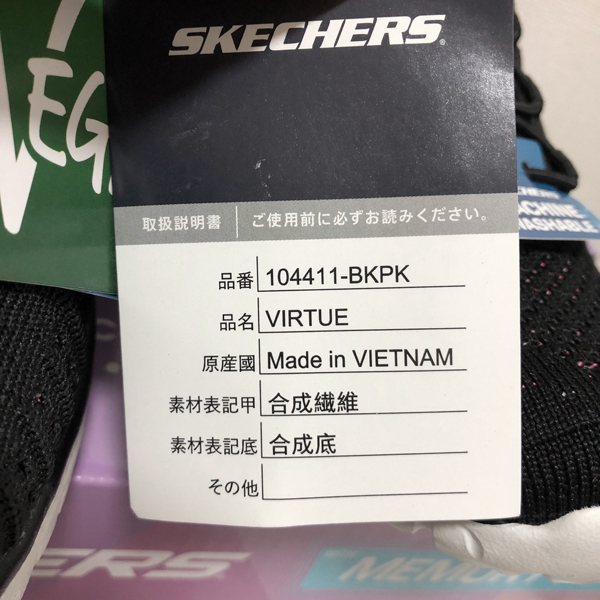 SKECHERS
取扱説明書 ご使用前に必ずお読みください。
品番 104411-BKPK
品名 VIRTUE
原産國 Made in VIETNAM
素材表記甲 合成繊維
素材表記底 合成底
その他